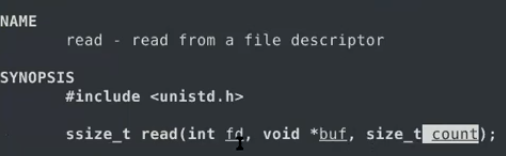 NAME
read - read from a file descriptor
SYNOPSIS
#include <unistd.h>
ssize_t read(int fd, void *buf, size_t count);